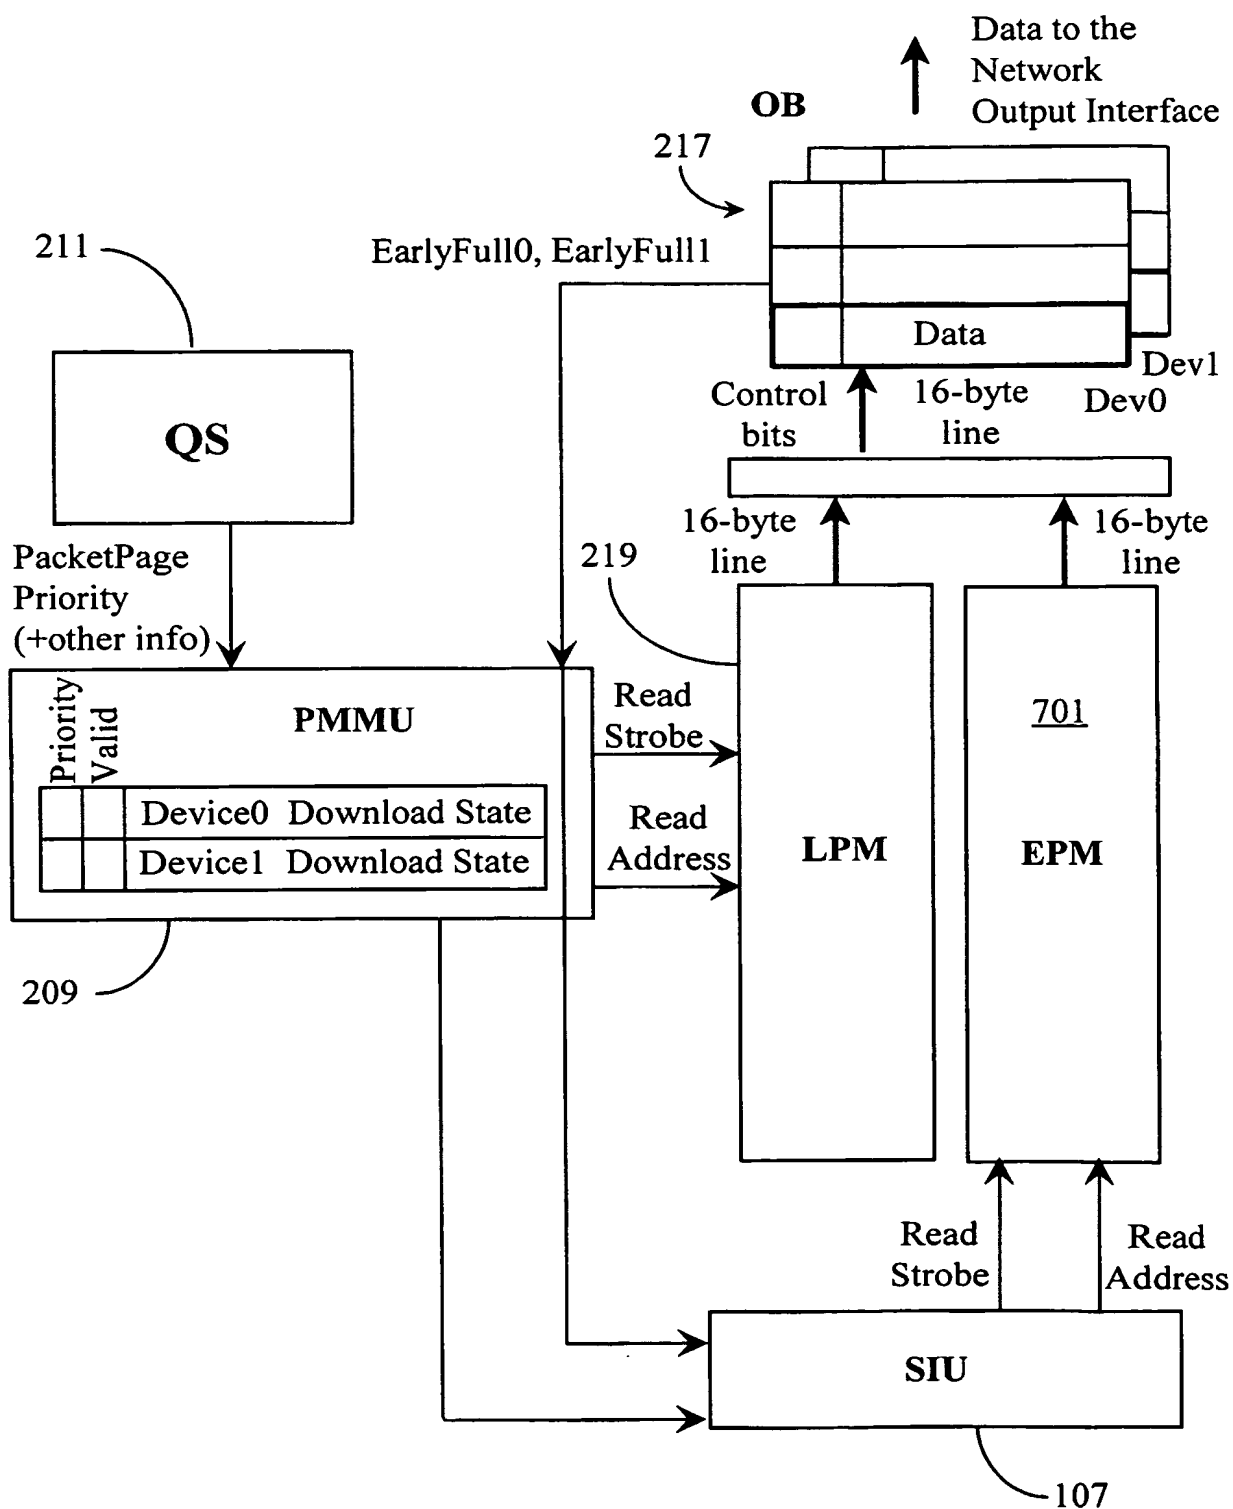 Data to the
Network
Output Interface
OB
217
211
EarlyFull0, EarlyFull1
Data
Dev1
Dev0
Control
bits
16-byte
line
QS
16-byte
line
16-byte
line
219
PacketPage
Priority
(+other info)
Priority
Valid
PMMU
Read
Strobe
701
Device0 Download State
Device1 Download State
Read
Address
LPM
EPM
209
Read
Strobe
Read
Address
SIU
107